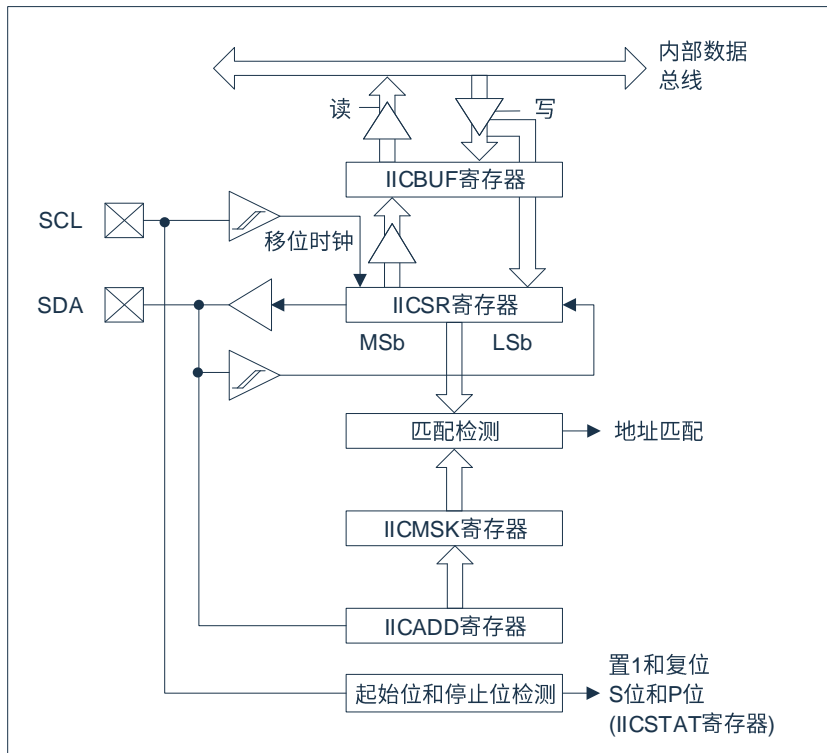 内部数据
总线
读
写
IICBUF寄存器
SCL
移位时钟
SDA
IICSR寄存器
MSb
LSb
匹配检测
地址匹配
IICMSK寄存器
IICADD寄存器
起始位和停止位检测
置1和复位
S位和P位
(IICSTAT寄存器)